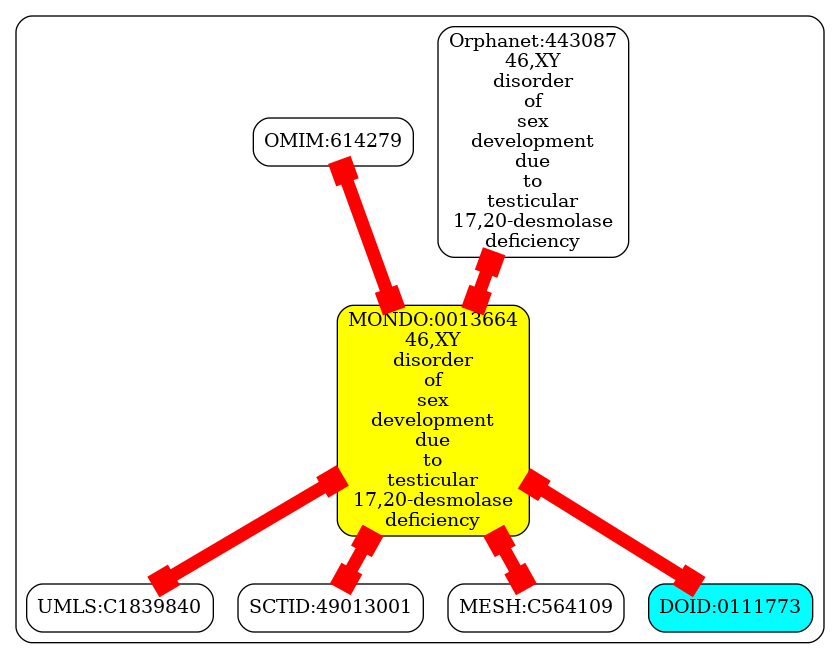 Orphanet:443087
46,XY
disorder
of
sex
development
due
to
testicular
17,20-desmolase
deficiency
OMIM:614279
MONDO:0013664
46,XY
disorder
of
sex
development
due
to
testicular
17,20-desmolase
deficiency
UMLS:C1839840
SCTID:49013001
MESH:C564109
DOID:0111773